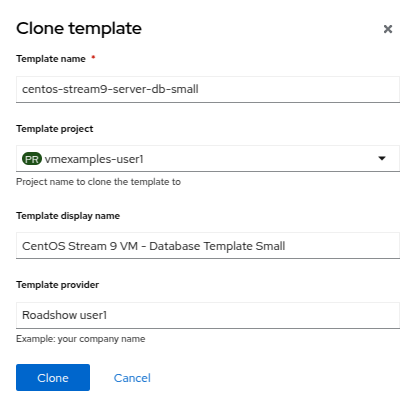 Clone template
Template name *
centos-stream9-server-db-small
Template project
PR vmexamples-user1
Project name to clone the template to
Template display name
CentOS Stream 9 VM - Database Template Small
Template provider
Roadshow user1
Example: your company name
Clone Cancel